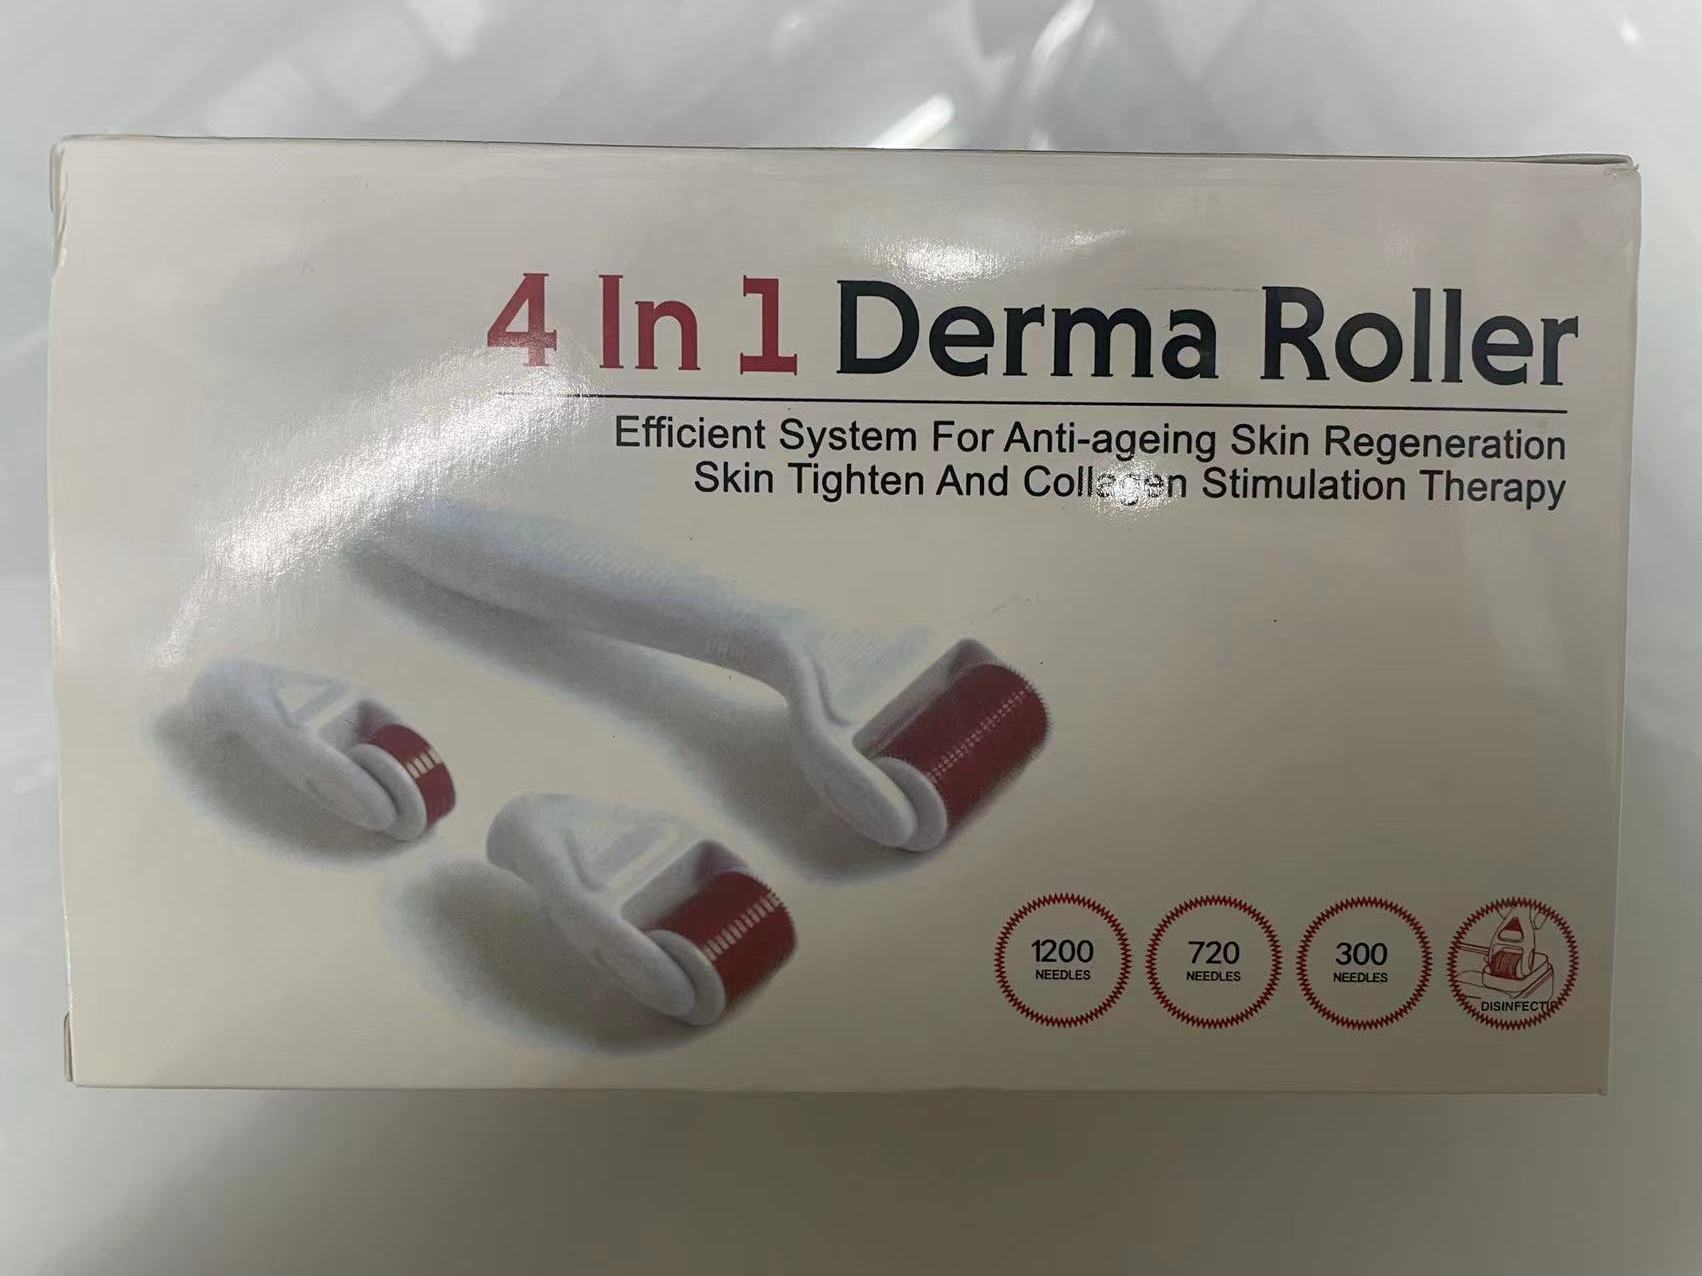 4 In 1 Derma Roller
Efficient System For Anti-ageing Skin Regeneration
Skin Tighten And Collagen Stimulation Therapy
1200
NEEDLES
720
NEEDLES
300
NEEDLES